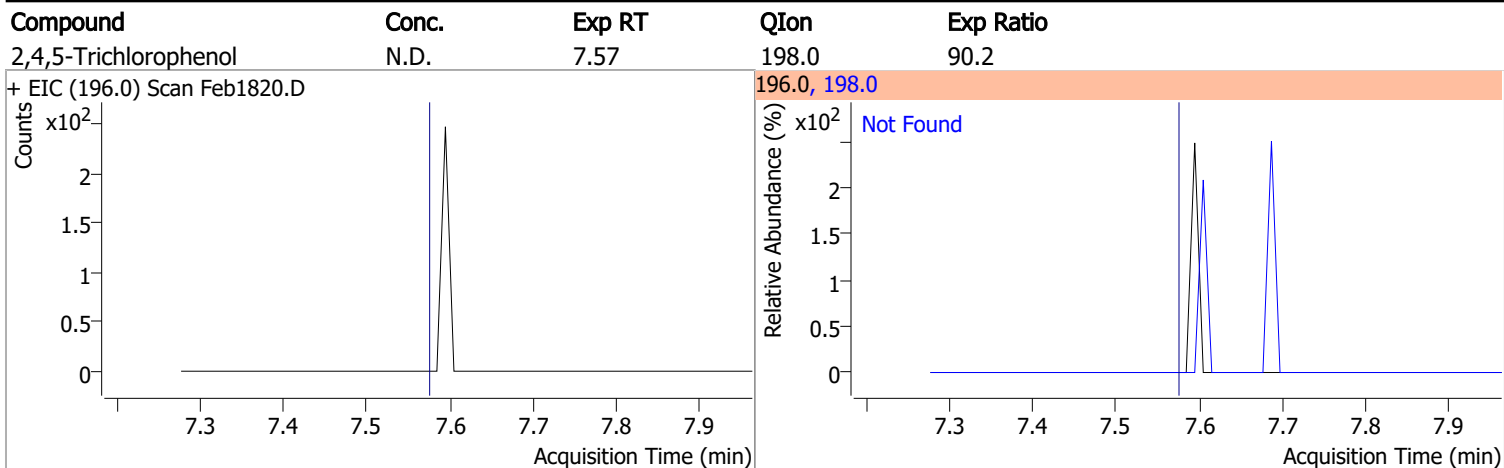 Compound Conc. Exp RT QIon Exp Ratio
2,4,5-Trichlorophenol N.D. 7.57 198.0 90.2
+ EIC (196.0) Scan Feb1820.D
Counts
x10²
2
1.5
1
0.5
0
7.3 7.4 7.5 7.6 7.7 7.8 7.9
Acquisition Time (min)
196.0, 198.0
Relative Abundance (%)
x10²
Not Found
2
1.5
1
0.5
0
7.3 7.4 7.5 7.6 7.7 7.8 7.9
Acquisition Time (min)